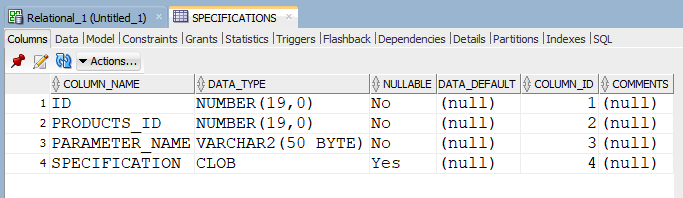 Relational_1 (Untitled_1) SPECIFICATIONS
Columns Data Model Constraints Grants Statistics Triggers Flashback Dependencies Details Partitions Indexes SQL
Actions...
COLUMN_NAME DATA_TYPE NULLABLE DATA_DEFAULT COLUMN_ID COMMENTS
1 ID NUMBER(19,0) No (null) 1 (null)
2 PRODUCTS_ID NUMBER(19,0) No (null) 2 (null)
3 PARAMETER_NAME VARCHAR2(50 BYTE) No (null) 3 (null)
4 SPECIFICATION CLOB Yes (null) 4 (null)